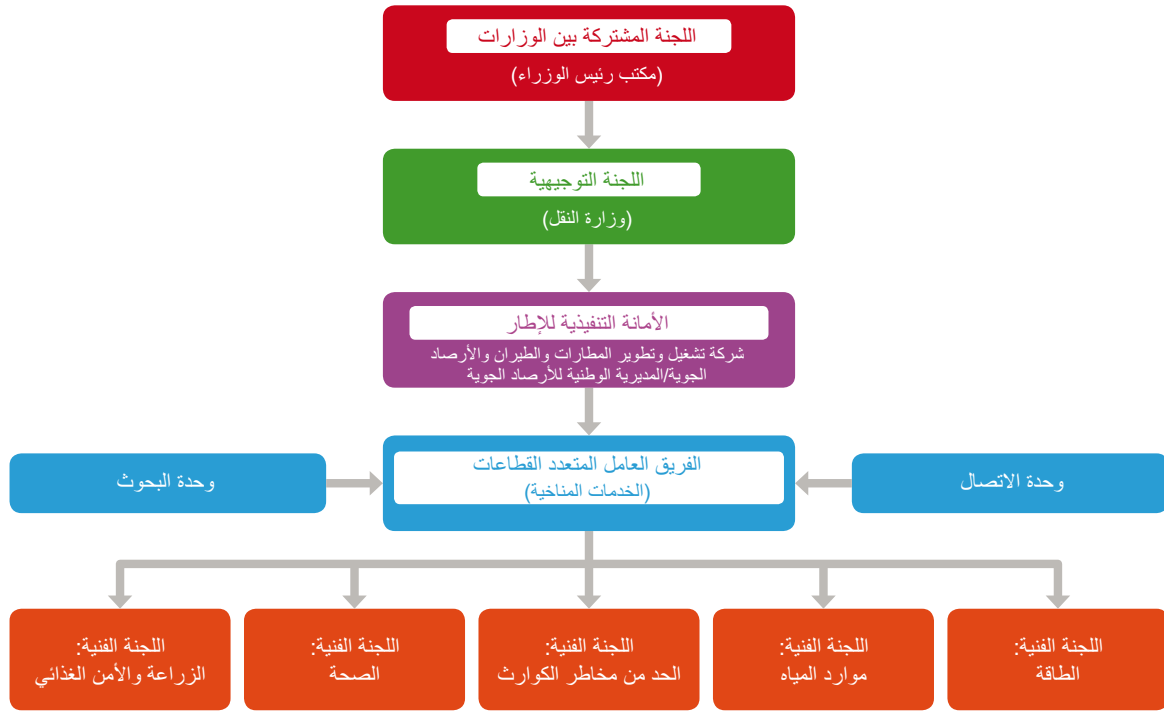 اللجنة المشتركة بين الوزارات
(مكتب رئيس الوزراء)
اللجنة التوجيهية
(وزارة النقل)
الأمانة التنفيذية للإطار
شركة تشغيل وتطوير المطارات والطيران والأرصاد
الجوية/المديرية الوطنية للأرصاد الجوية
وحدة الاتصال
الفريق العامل المتعدد القطاعات
(الخدمات المناخية)
وحدة البحوث
اللجنة الفنية:
الطاقة
اللجنة الفنية:
موارد المياه
اللجنة الفنية:
الحد من مخاطر الكوارث
اللجنة الفنية:
الصحة
اللجنة الفنية:
الزراعة والأمن الغذائي